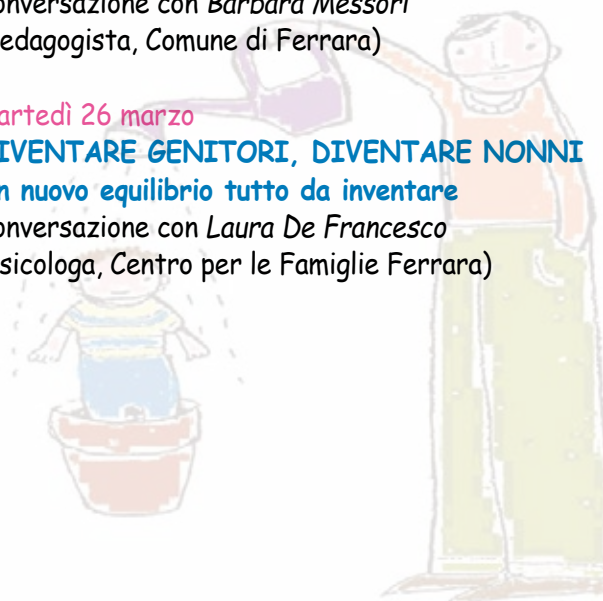 onversazione con Barbara Messori
edagogista, Comune di Ferrara)
artedì 26 marzo
IVENTARE GENITORI, DIVENTARE NONNI
n nuovo equilibrio tutto da inventare
onversazione con Laura De Francesco
sicologa, Centro per le Famiglie Ferrara)